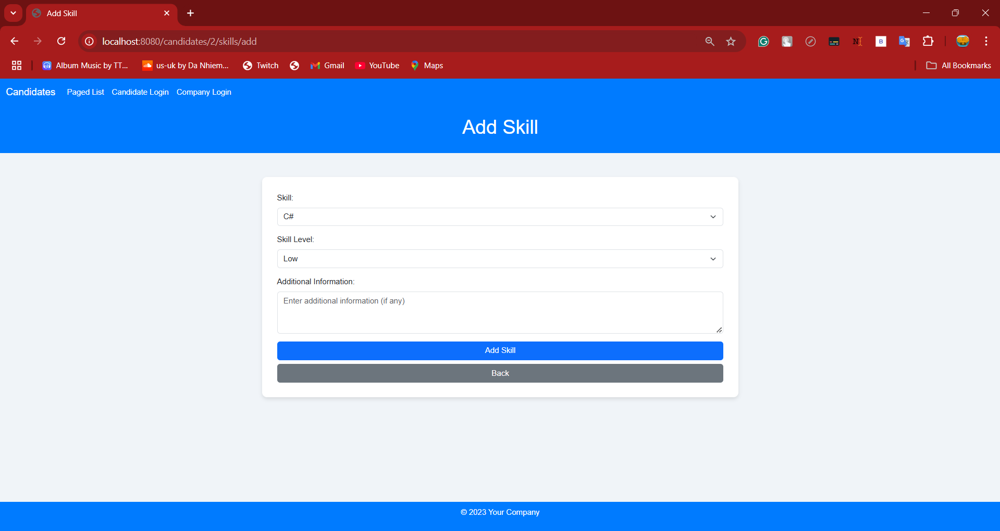 Add Skill
localhost:8080/candidates/2/skills/add
Album Music by TT...
us-uk by Da Nhiem...
Twitch
Gmail
YouTube
Maps
All Bookmarks
Candidates
Paged List
Candidate Login
Company Login
Add Skill
Skill:
C#
Skill Level:
Low
Additional Information:
Enter additional information (if any)
Add Skill
Back
© 2023 Your Company